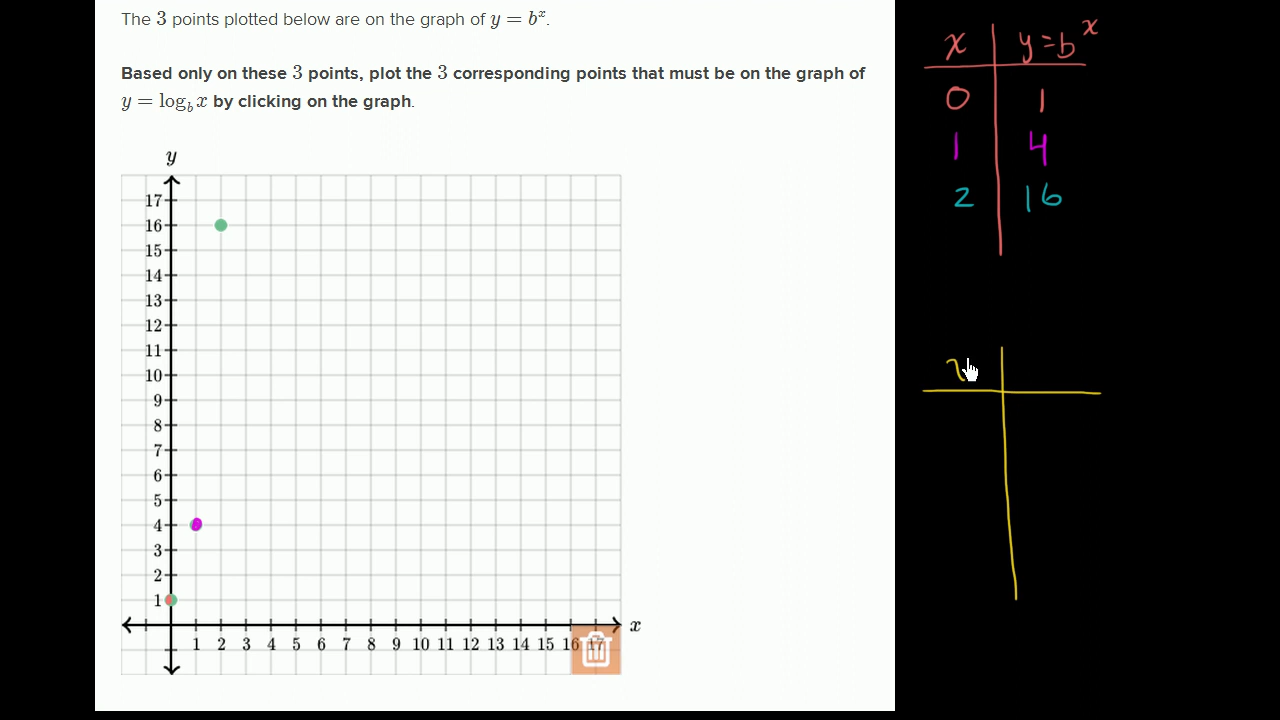 The 3 points plotted below are on the graph of y = bˣ.
Based only on these 3 points, plot the 3 corresponding points that must be on the graph of
y = log_b x by clicking on the graph.
y
17
16
15
14
13
12
11
10
9
8
7
6
5
4
3
2
1
1 2 3 4 5 6 7 8 9 10 11 12 13 14 15 16 17
x
x y=bˣ
0 1
1 4
2 16